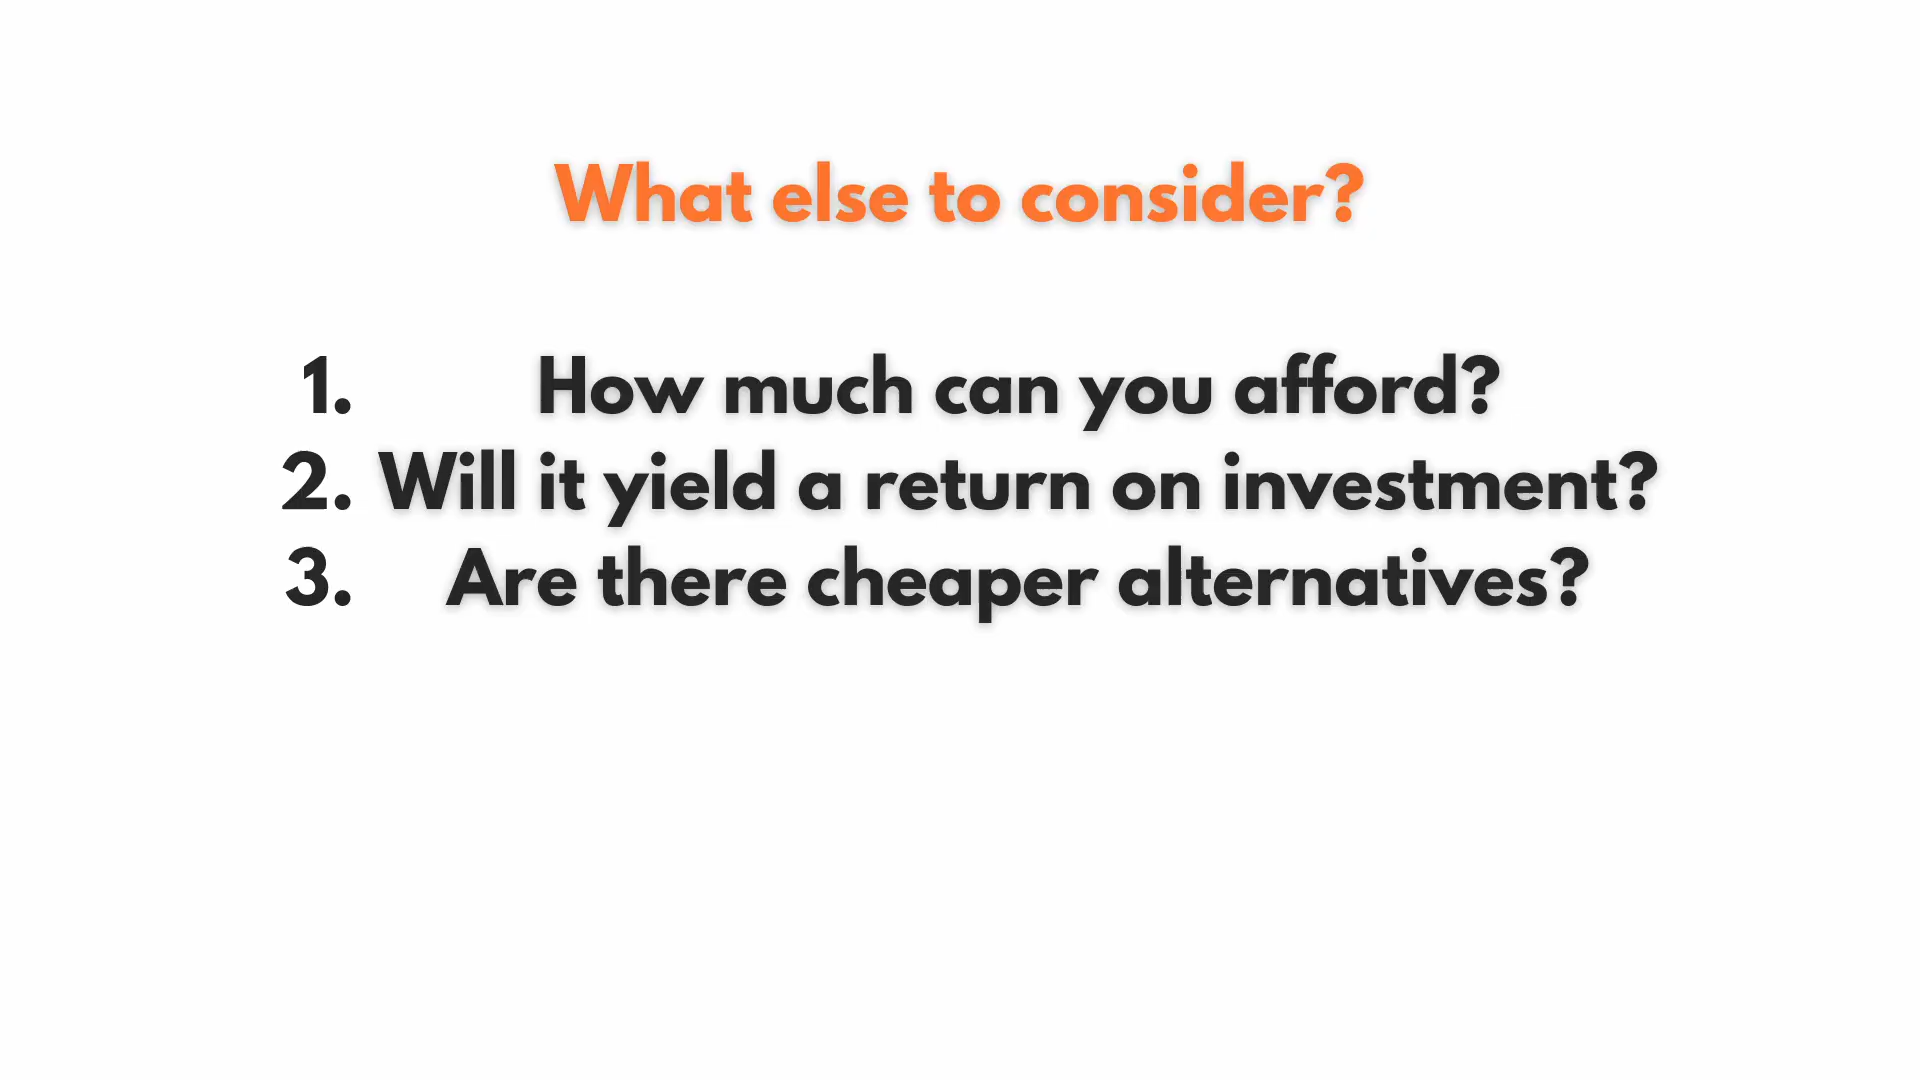 What else to consider?
1. How much can you afford?
2. Will it yield a return on investment?
3. Are there cheaper alternatives?